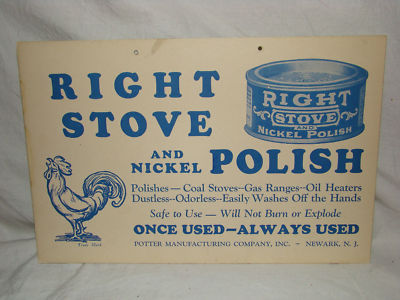 RIGHT
STOVE
AND
NICKEL POLISH
RIGHT
STOVE
AND
NICKEL POLISH
Polishes — Coal Stoves--Gas Ranges--Oil Heaters
Dustless--Odorless--Easily Washes Off the Hands
Safe to Use — Will Not Burn or Explode
ONCE USED—ALWAYS USED
Trade Mark
POTTER MANUFACTURING COMPANY, INC. - NEWARK, N. J.